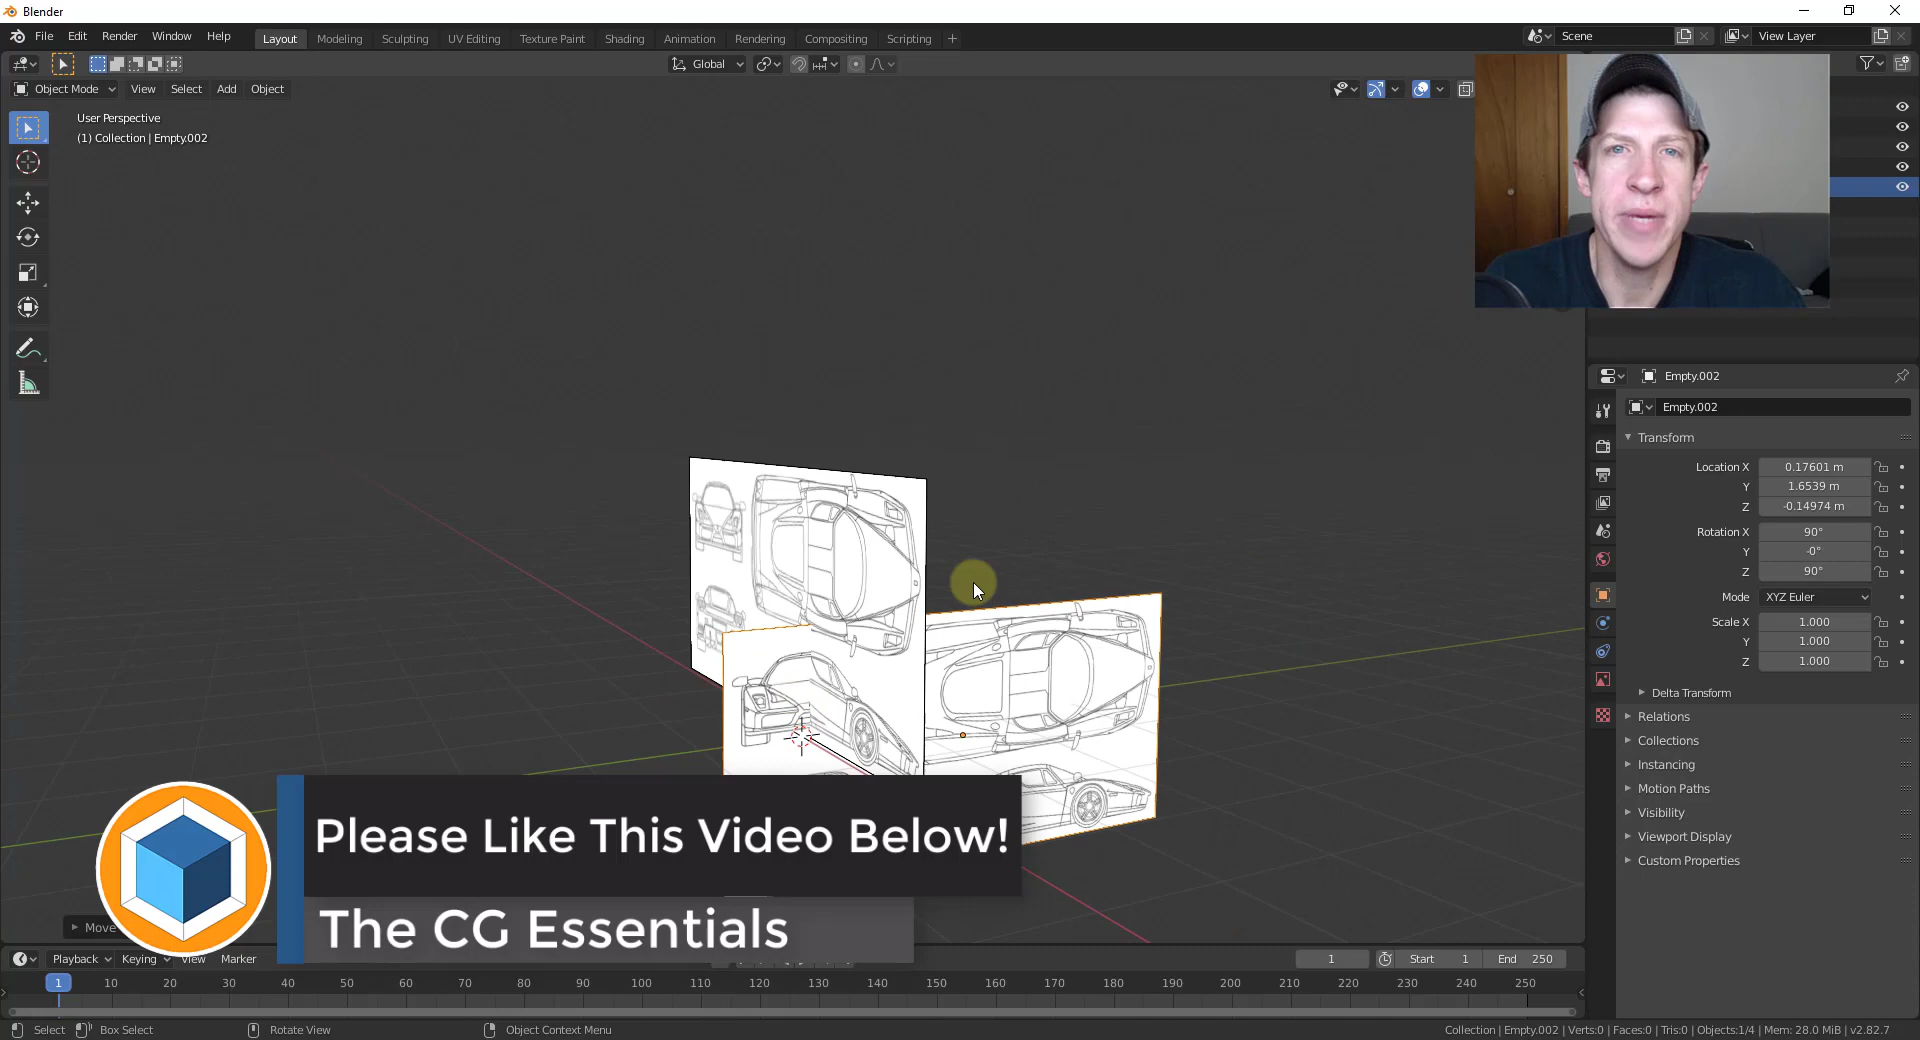 Blender
File Edit Render Window Help
Layout Modeling Sculpting UV Editing Texture Paint Shading Animation Rendering Compositing Scripting +
Scene
View Layer
Global
Object Mode View Select Add Object
User Perspective
(1) Collection | Empty.002
Empty.002
Empty.002
Transform
Location X 0.17601 m
Y 1.6539 m
Z -0.14974 m
Rotation X 90°
Y -0°
Z 90°
Mode XYZ Euler
Scale X 1.000
Y 1.000
Z 1.000
Delta Transform
Relations
Collections
Instancing
Motion Paths
Visibility
Viewport Display
Custom Properties
Please Like This Video Below!
The CG Essentials
Move
Playback Keying View Marker
1 Start 1 End 250
1 10 20 30 40 50 60 70 80 90 100 110 120 130 140 150 160 170 180 190 200 210 220 230 240 250
Select Box Select Rotate View Object Context Menu
Collection | Empty.002 | Verts:0 | Faces:0 | Tris:0 | Objects:1/4 | Mem: 28.0 MiB | v2.82.7